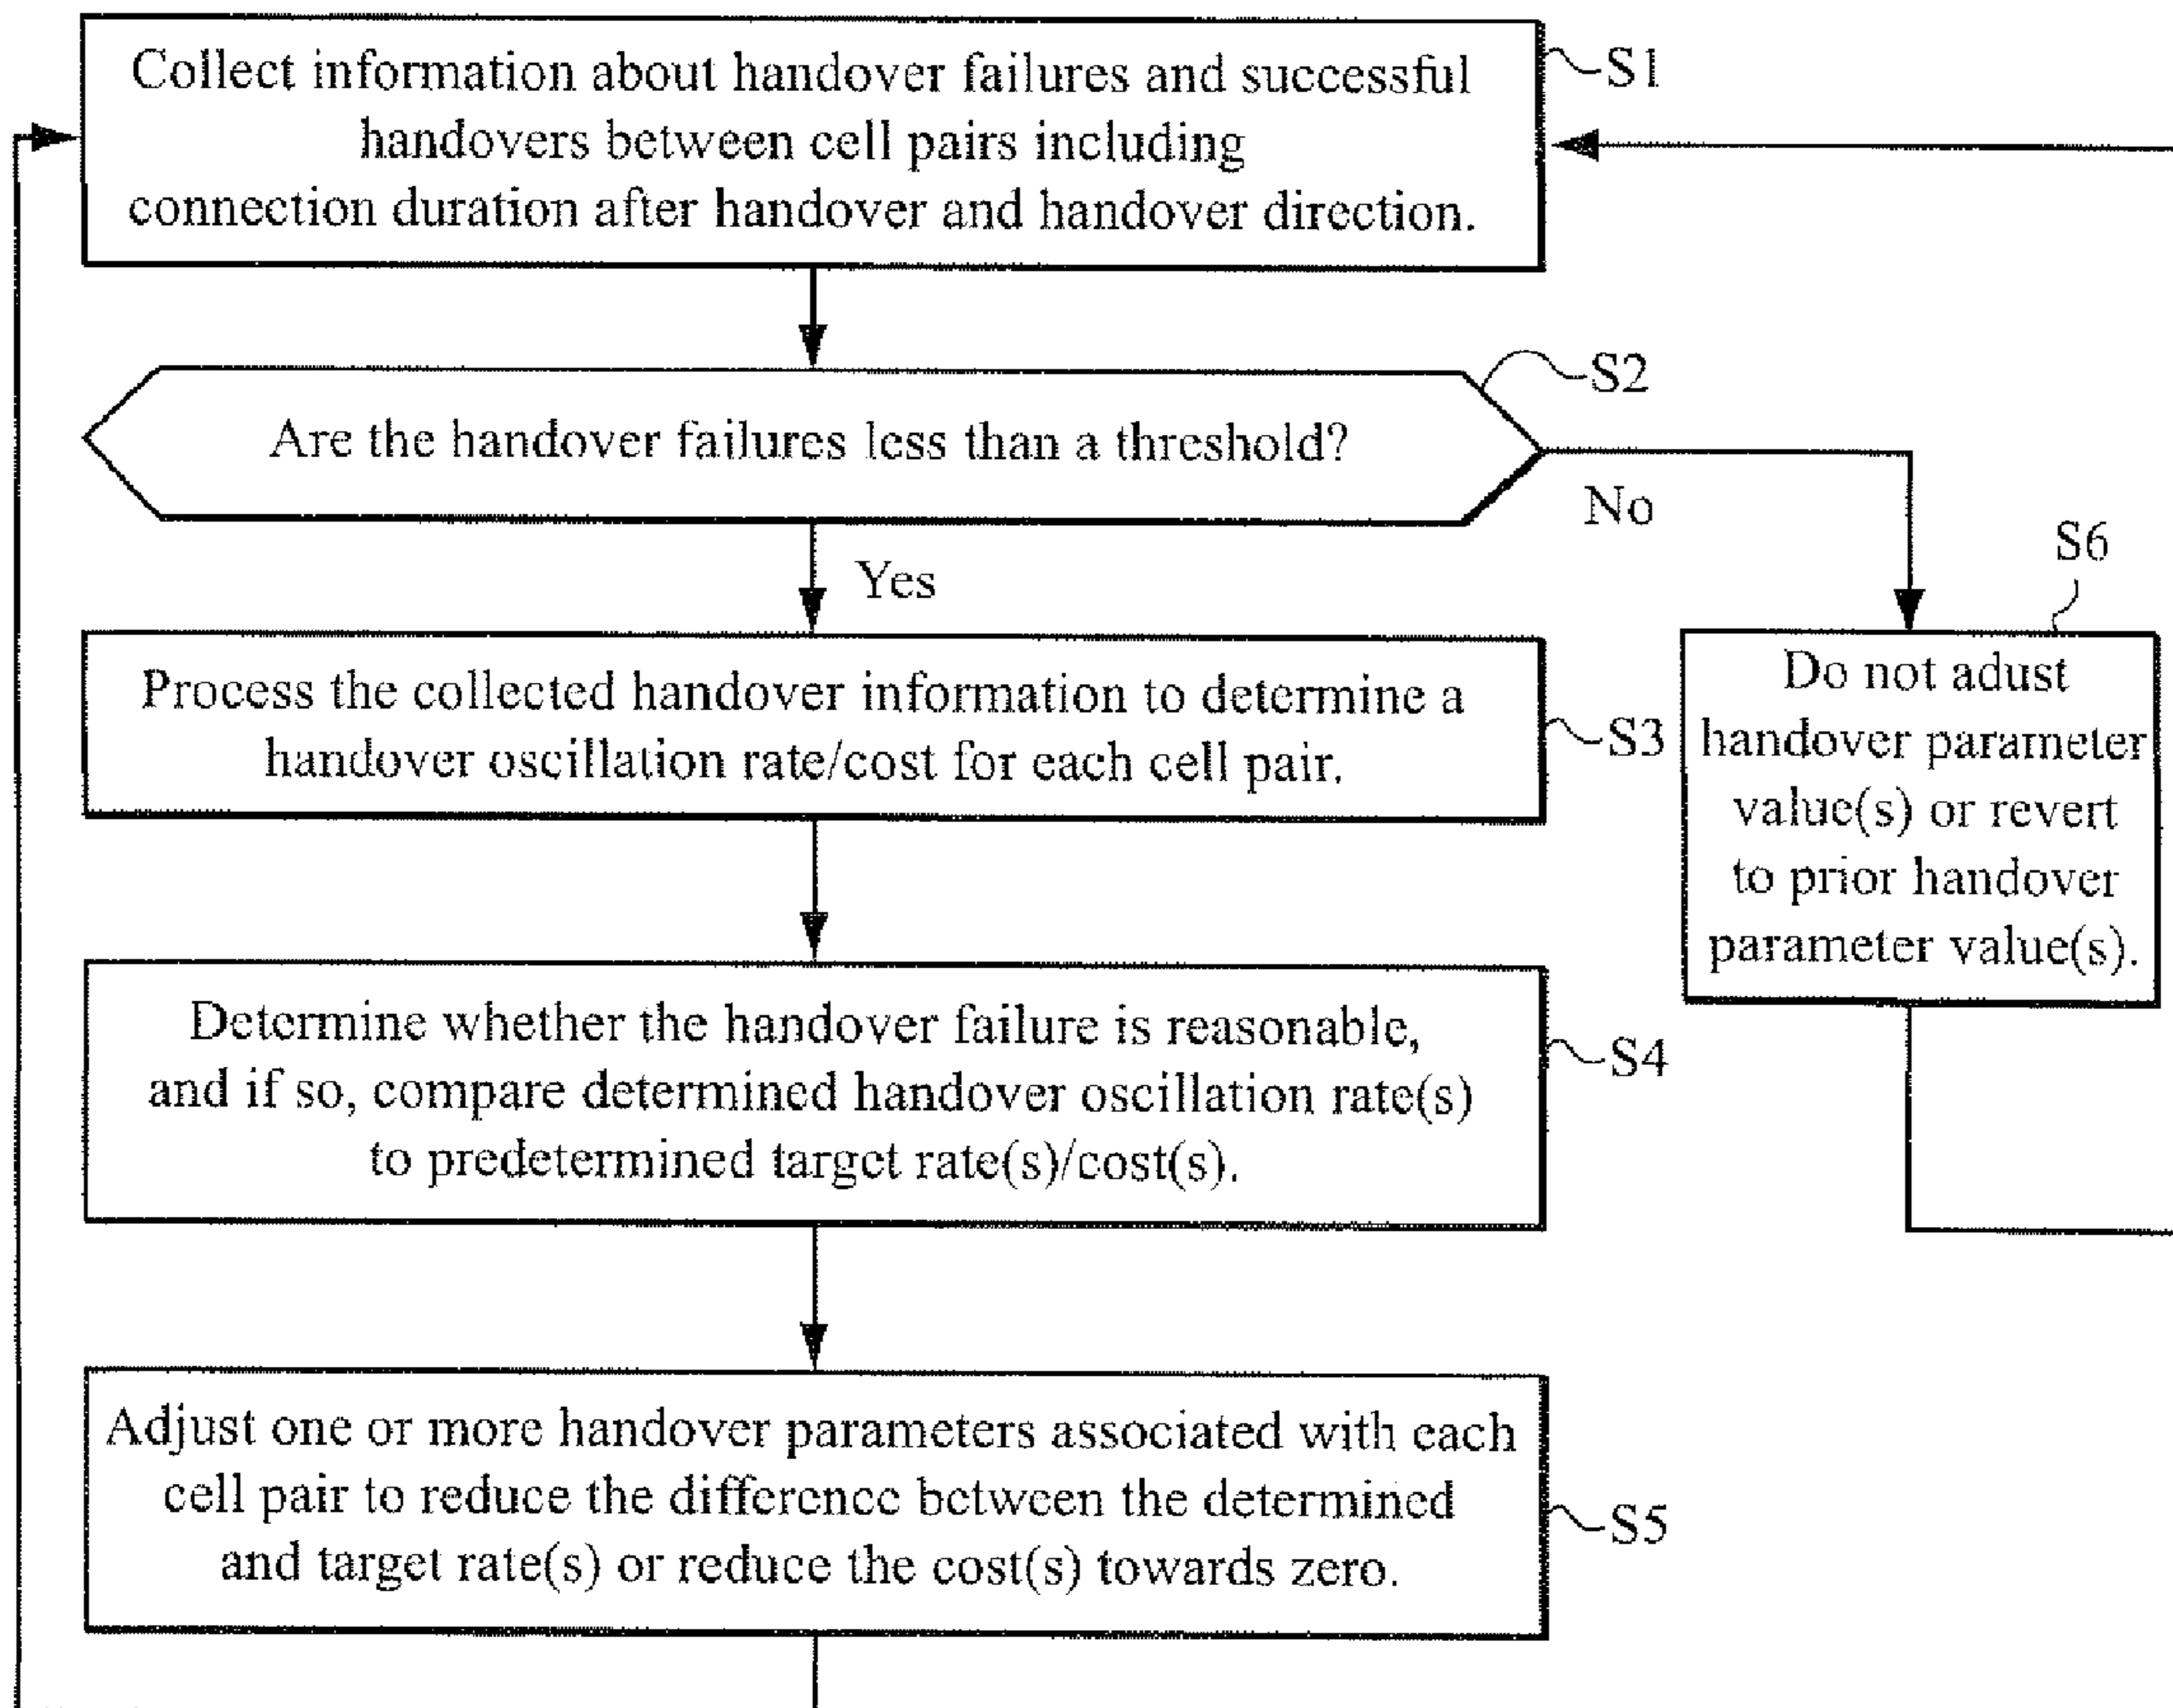 Collect information about handover failures and successful
handovers between cell pairs including
connection duration after handover and handover direction.
S1
Are the handover failures less than a threshold?
S2
No
Yes
S6
Process the collected handover information to determine a
handover oscillation rate/cost for each cell pair.
S3
Do not adust
handover parameter
value(s) or revert
to prior handover
parameter value(s).
Determine whether the handover failure is reasonable,
and if so, compare determined handover oscillation rate(s)
to predetermined target rate(s)/cost(s).
S4
Adjust one or more handover parameters associated with each
cell pair to reduce the difference between the determined
and target rate(s) or reduce the cost(s) towards zero.
S5